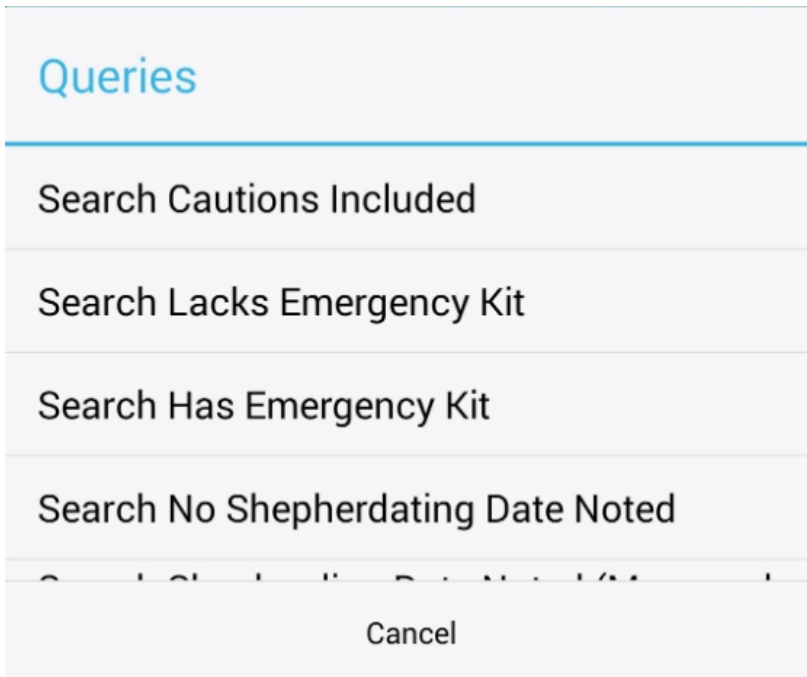 Queries
Search Cautions Included
Search Lacks Emergency Kit
Search Has Emergency Kit
Search No Shepherdating Date Noted
Cancel